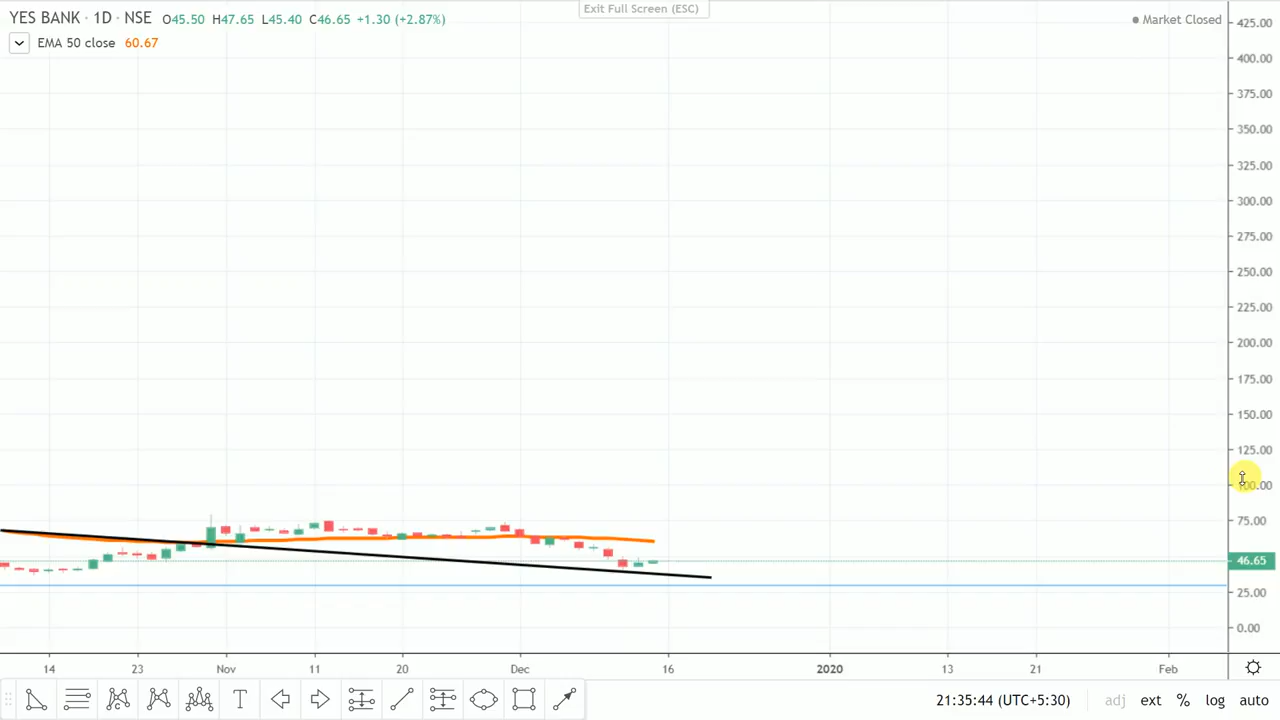 Exit Full Screen (ESC)
YES BANK · 1D · NSE O45.50 H47.65 L45.40 C46.65 +1.30 (+2.87%)
Market Closed
EMA 50 close 60.67
425.00
400.00
375.00
350.00
325.00
300.00
275.00
250.00
225.00
200.00
175.00
150.00
125.00
100.00
75.00
46.65
25.00
0.00
14 23 Nov 11 20 Dec 16 2020 13 21 Feb
T
21:35:44 (UTC+5:30) adj ext % log auto